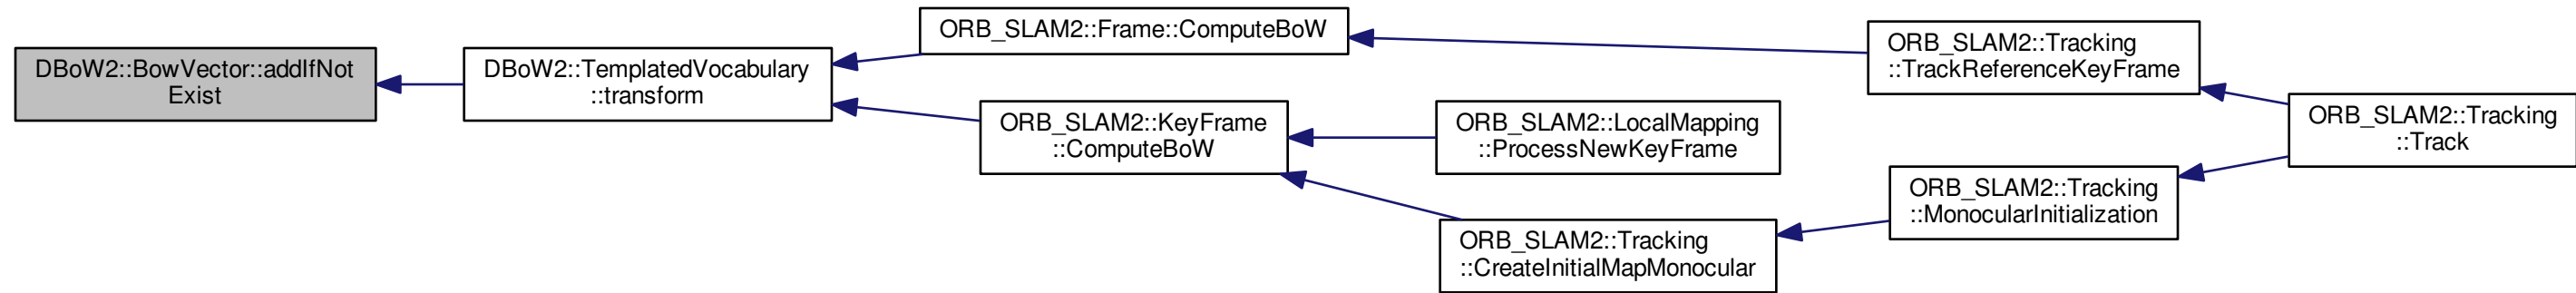 DBoW2::BowVector::addIfNot
Exist
DBoW2::TemplatedVocabulary
::transform
ORB_SLAM2::Frame::ComputeBoW
ORB_SLAM2::KeyFrame
::ComputeBoW
ORB_SLAM2::LocalMapping
::ProcessNewKeyFrame
ORB_SLAM2::Tracking
::CreateInitialMapMonocular
ORB_SLAM2::Tracking
::TrackReferenceKeyFrame
ORB_SLAM2::Tracking
::MonocularInitialization
ORB_SLAM2::Tracking
::Track